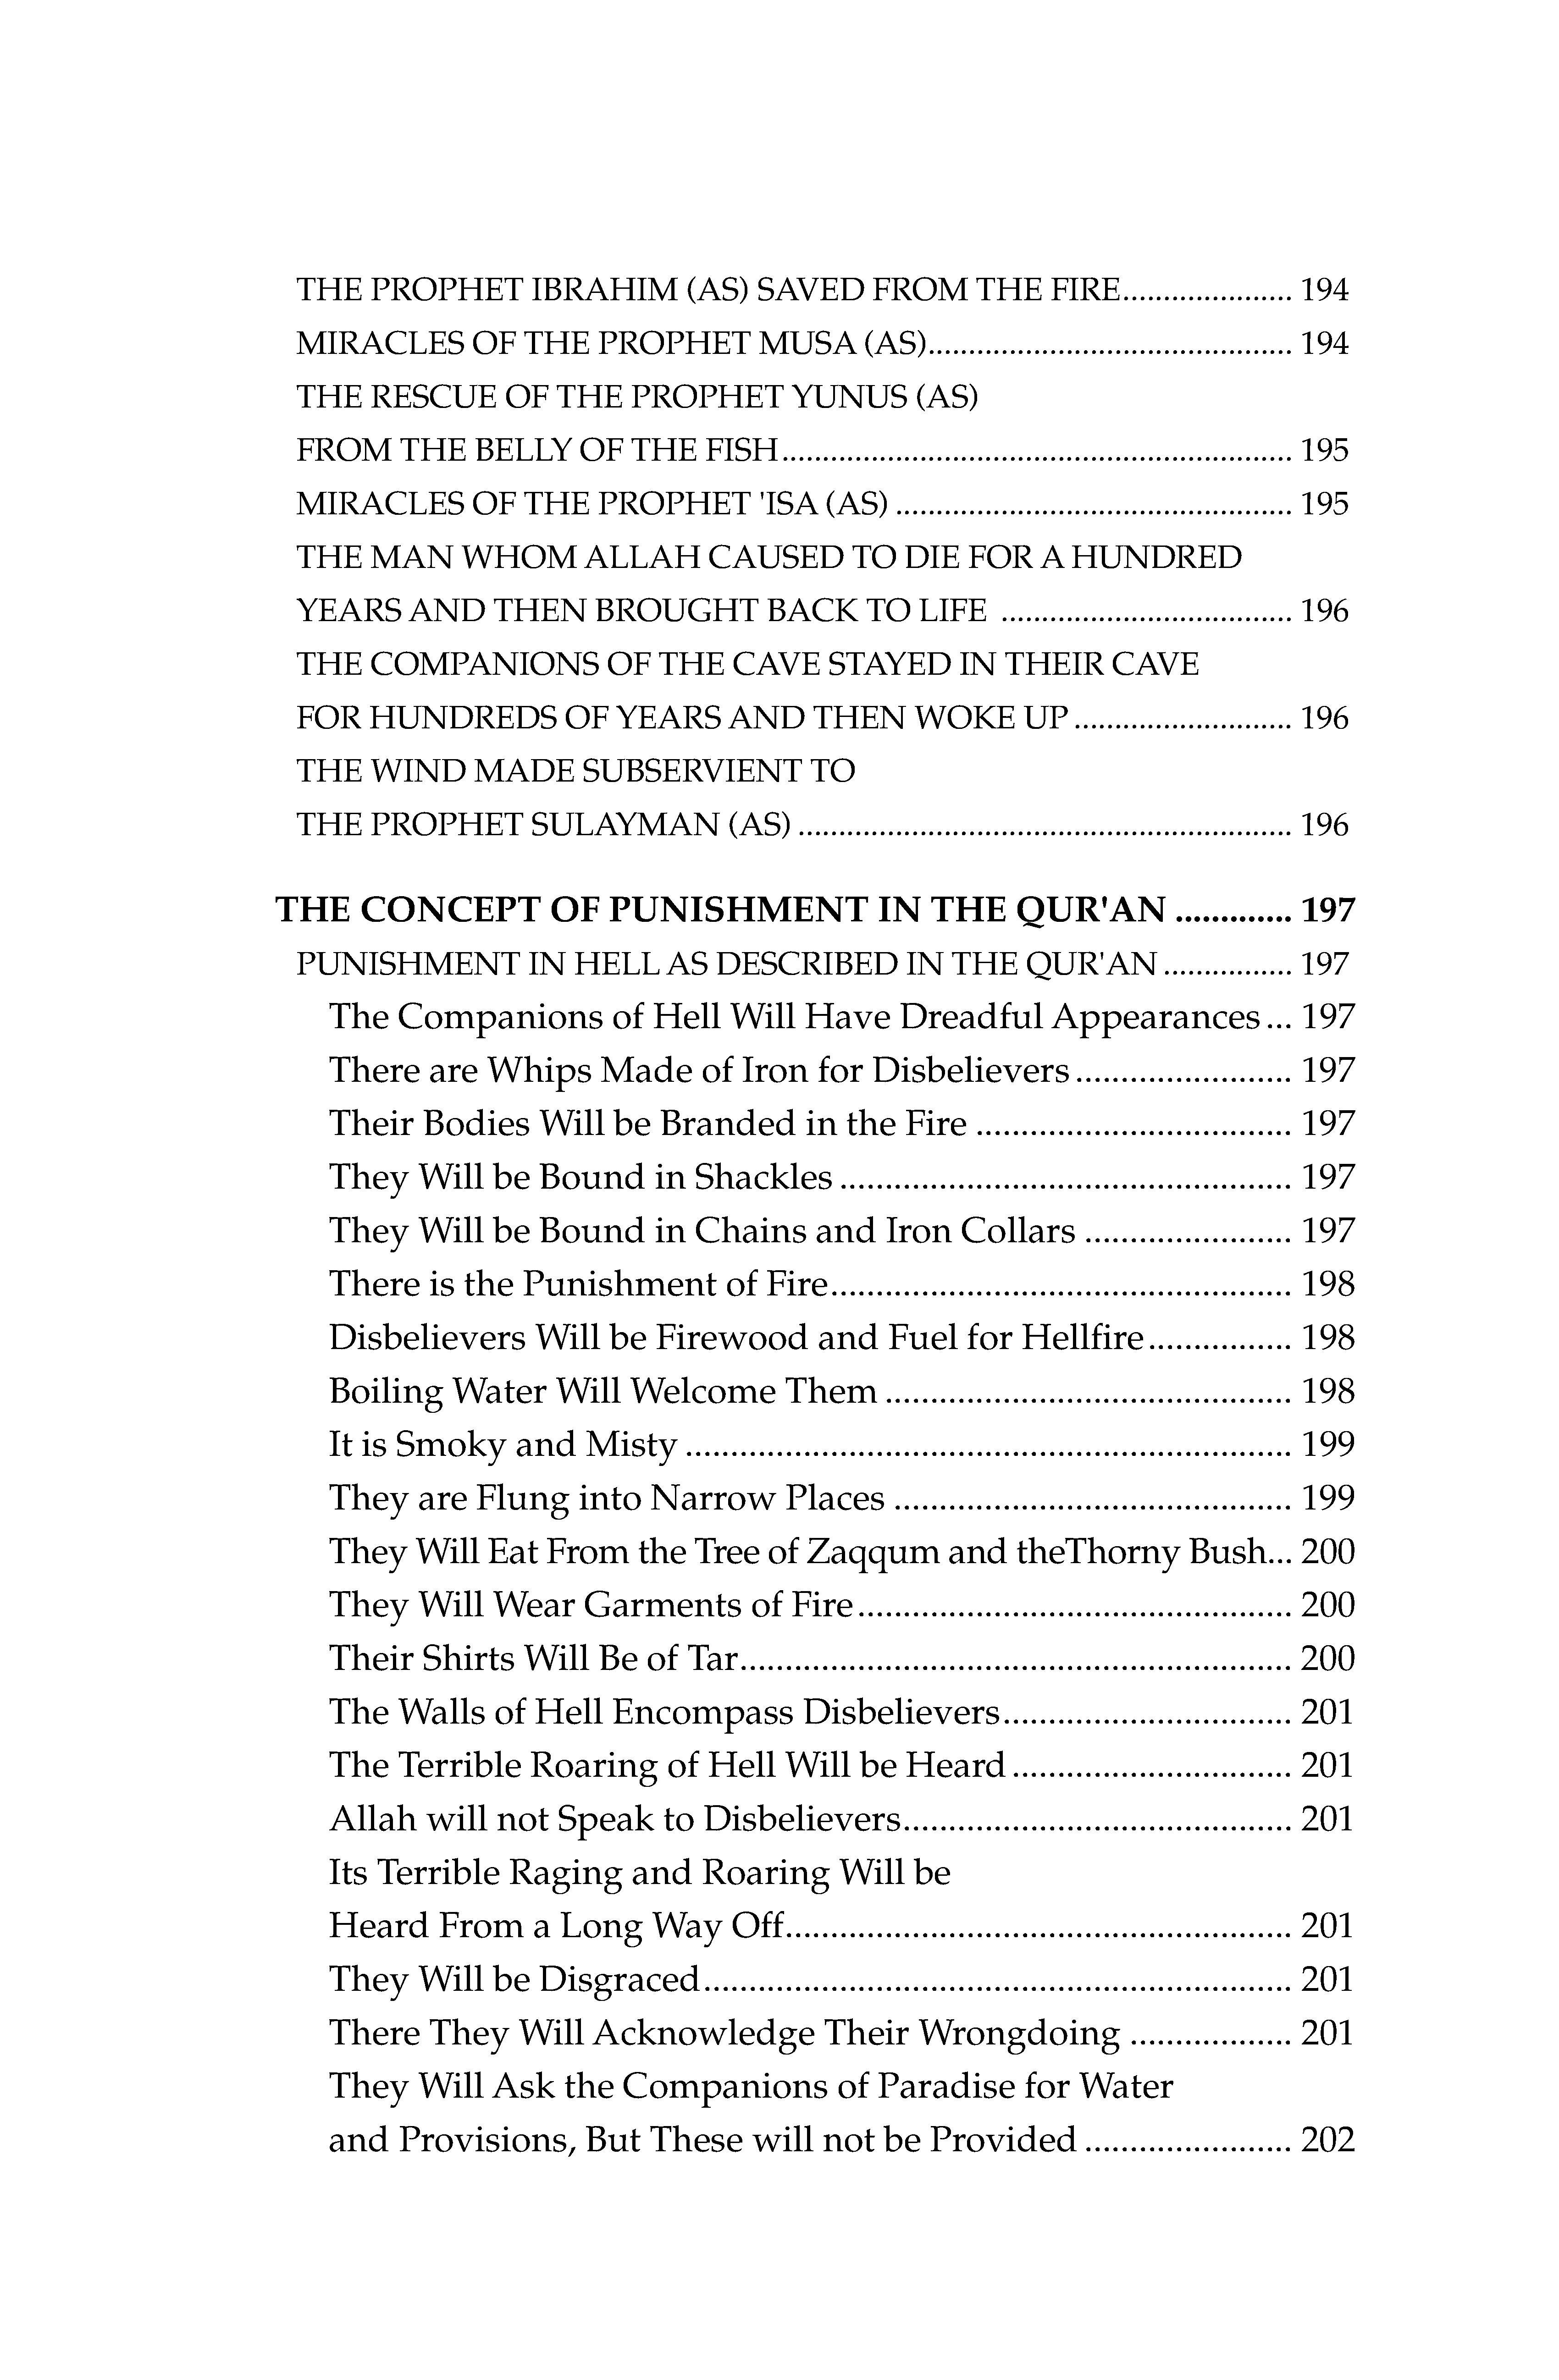 THE PROPHET IBRAHIM (AS) SAVED FROM THE FIRE..................... 194
MIRACLES OF THE PROPHET MUSA (AS)............................................. 194
THE RESCUE OF THE PROPHET YUNUS (AS)
FROM THE BELLY OF THE FISH............................................................... 195
MIRACLES OF THE PROPHET 'ISA (AS) ................................................. 195
THE MAN WHOM ALLAH CAUSED TO DIE FOR A HUNDRED
YEARS AND THEN BROUGHT BACK TO LIFE .................................... 196
THE COMPANIONS OF THE CAVE STAYED IN THEIR CAVE
FOR HUNDREDS OF YEARS AND THEN WOKE UP ........................... 196
THE WIND MADE SUBSERVIENT TO
THE PROPHET SULAYMAN (AS) ............................................................. 196
THE CONCEPT OF PUNISHMENT IN THE QUR'AN ............. 197
PUNISHMENT IN HELL AS DESCRIBED IN THE QUR'AN ................ 197
The Companions of Hell Will Have Dreadful Appearances ... 197
There are Whips Made of Iron for Disbelievers ........................ 197
Their Bodies Will be Branded in the Fire ................................... 197
They Will be Bound in Shackles .................................................. 197
They Will be Bound in Chains and Iron Collars ....................... 197
There is the Punishment of Fire................................................... 198
Disbelievers Will be Firewood and Fuel for Hellfire................ 198
Boiling Water Will Welcome Them ............................................. 198
It is Smoky and Misty ................................................................... 199
They are Flung into Narrow Places ............................................ 199
They Will Eat From the Tree of Zaqqum and theThorny Bush... 200
They Will Wear Garments of Fire................................................ 200
Their Shirts Will Be of Tar............................................................. 200
The Walls of Hell Encompass Disbelievers................................ 201
The Terrible Roaring of Hell Will be Heard ............................... 201
Allah will not Speak to Disbelievers........................................... 201
Its Terrible Raging and Roaring Will be
Heard From a Long Way Off........................................................ 201
They Will be Disgraced................................................................. 201
There They Will Acknowledge Their Wrongdoing .................. 201
They Will Ask the Companions of Paradise for Water
and Provisions, But These will not be Provided ....................... 202